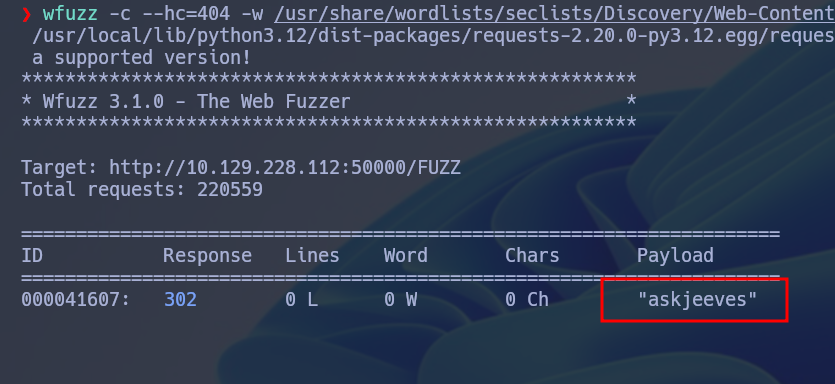 ❯ wfuzz -c --hc=404 -w /usr/share/wordlists/seclists/Discovery/Web-Content
/usr/local/lib/python3.12/dist-packages/requests-2.20.0-py3.12.egg/reques
a supported version!
********************************************************
* Wfuzz 3.1.0 - The Web Fuzzer                         *
********************************************************
Target: http://10.129.228.112:50000/FUZZ
Total requests: 220559
=====================================================================
ID           Response   Lines    Word       Chars       Payload
=====================================================================
000041607:   302        0 L      0 W        0 Ch        "askjeeves"